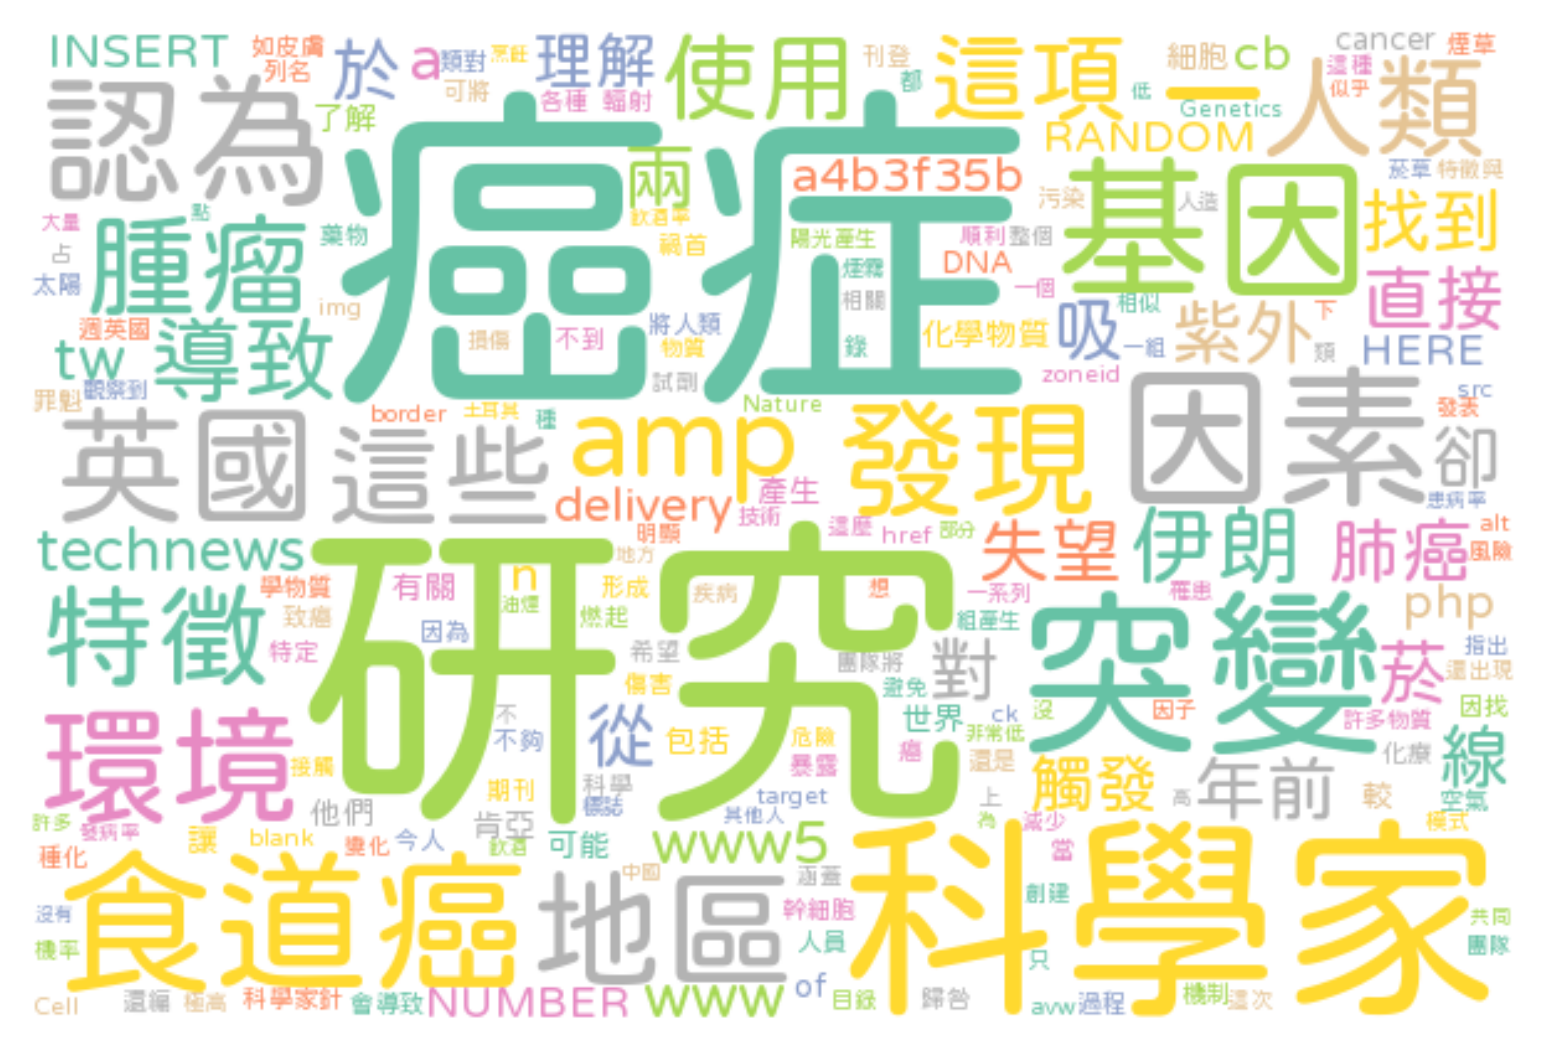 INSERT
如皮膚
列名
於
a
類對
烹飪
可將
理解
各種
輻射
使用
刊登
都
這項
低
細胞
cb
一
Genetics
cancer
煙草
這種
似乎
人類
RANDOM
認為
了解
癌症
兩
a4b3f35b
飲酒率
禍首
陽光產生
煙霧
相關
錄
污染
基因
人造
菸草
特徵與
找到
順利
整個
DNA
一個
相似
大量
點
占
太陽
腫瘤
藥物
img
週英國
tw
導致
觀察到
罪魁
損傷
不到
將人類
物質
試劑
化學物質
吸
一組
紫外
下
類
直接
HERE
zoneid
src
發表
border
土耳其
種
Nature
英國
這些
amp
delivery
產生
技術
明顯
發現
因素
卻
患病率
這麼
href
部分
失望
伊朗
肺癌
alt
風險
technews
研究
地方
學物質
有關
n
油煙
形成
燃起
疾病
想
一系列
罹患
php
特徵
致癌
特定
因為
希望
傷害
團隊將
避免
組產生
對
突變
菸
指出
還出現
因找
許多物質
沒
因子
環境
接觸
不
不夠
從
包括
危險
暴露
癌
世界
ck
非常低
還是
化療
線
空氣
觸發
高
年前
較
模式
期刊
科學
標誌
target
其他人
上
為
減少
當
許多
發病率
種化
他們
讓
blank
變化
令人
肯亞
飲酒
可能
www5
涵蓋
科學家
沒有
機率
食道癌
中國
地區
幹細胞
人員
創建
只
共同
團隊
Cell
還編
極高
科學家針
會導致
NUMBER
www
of
目錄
歸咎
avw
過程
機制
這次